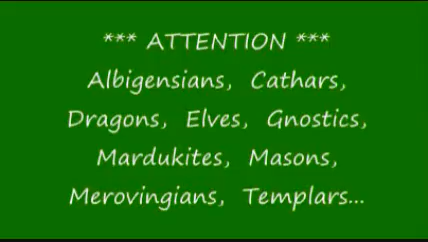 *** ATTENTION ***
Albigensians, Cathars,
Dragons, Elves, Gnostics,
Mardukites, Masons,
Merovingians, Templars...